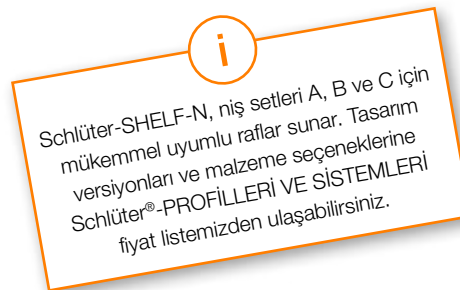 i
Schlüter-SHELF-N, niş setleri A, B ve C için
mükemmel uyumlu raflar sunar. Tasarım
versiyonları ve malzeme seçeneklerine
Schlüter®-PROFİLLERİ VE SİSTEMLERİ
fiyat listemizden ulaşabilirsiniz.